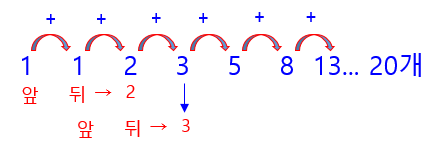 + + + + + +
1 1 2 3 5 8 13... 20개
앞 뒤 → 2
앞 뒤 → 3